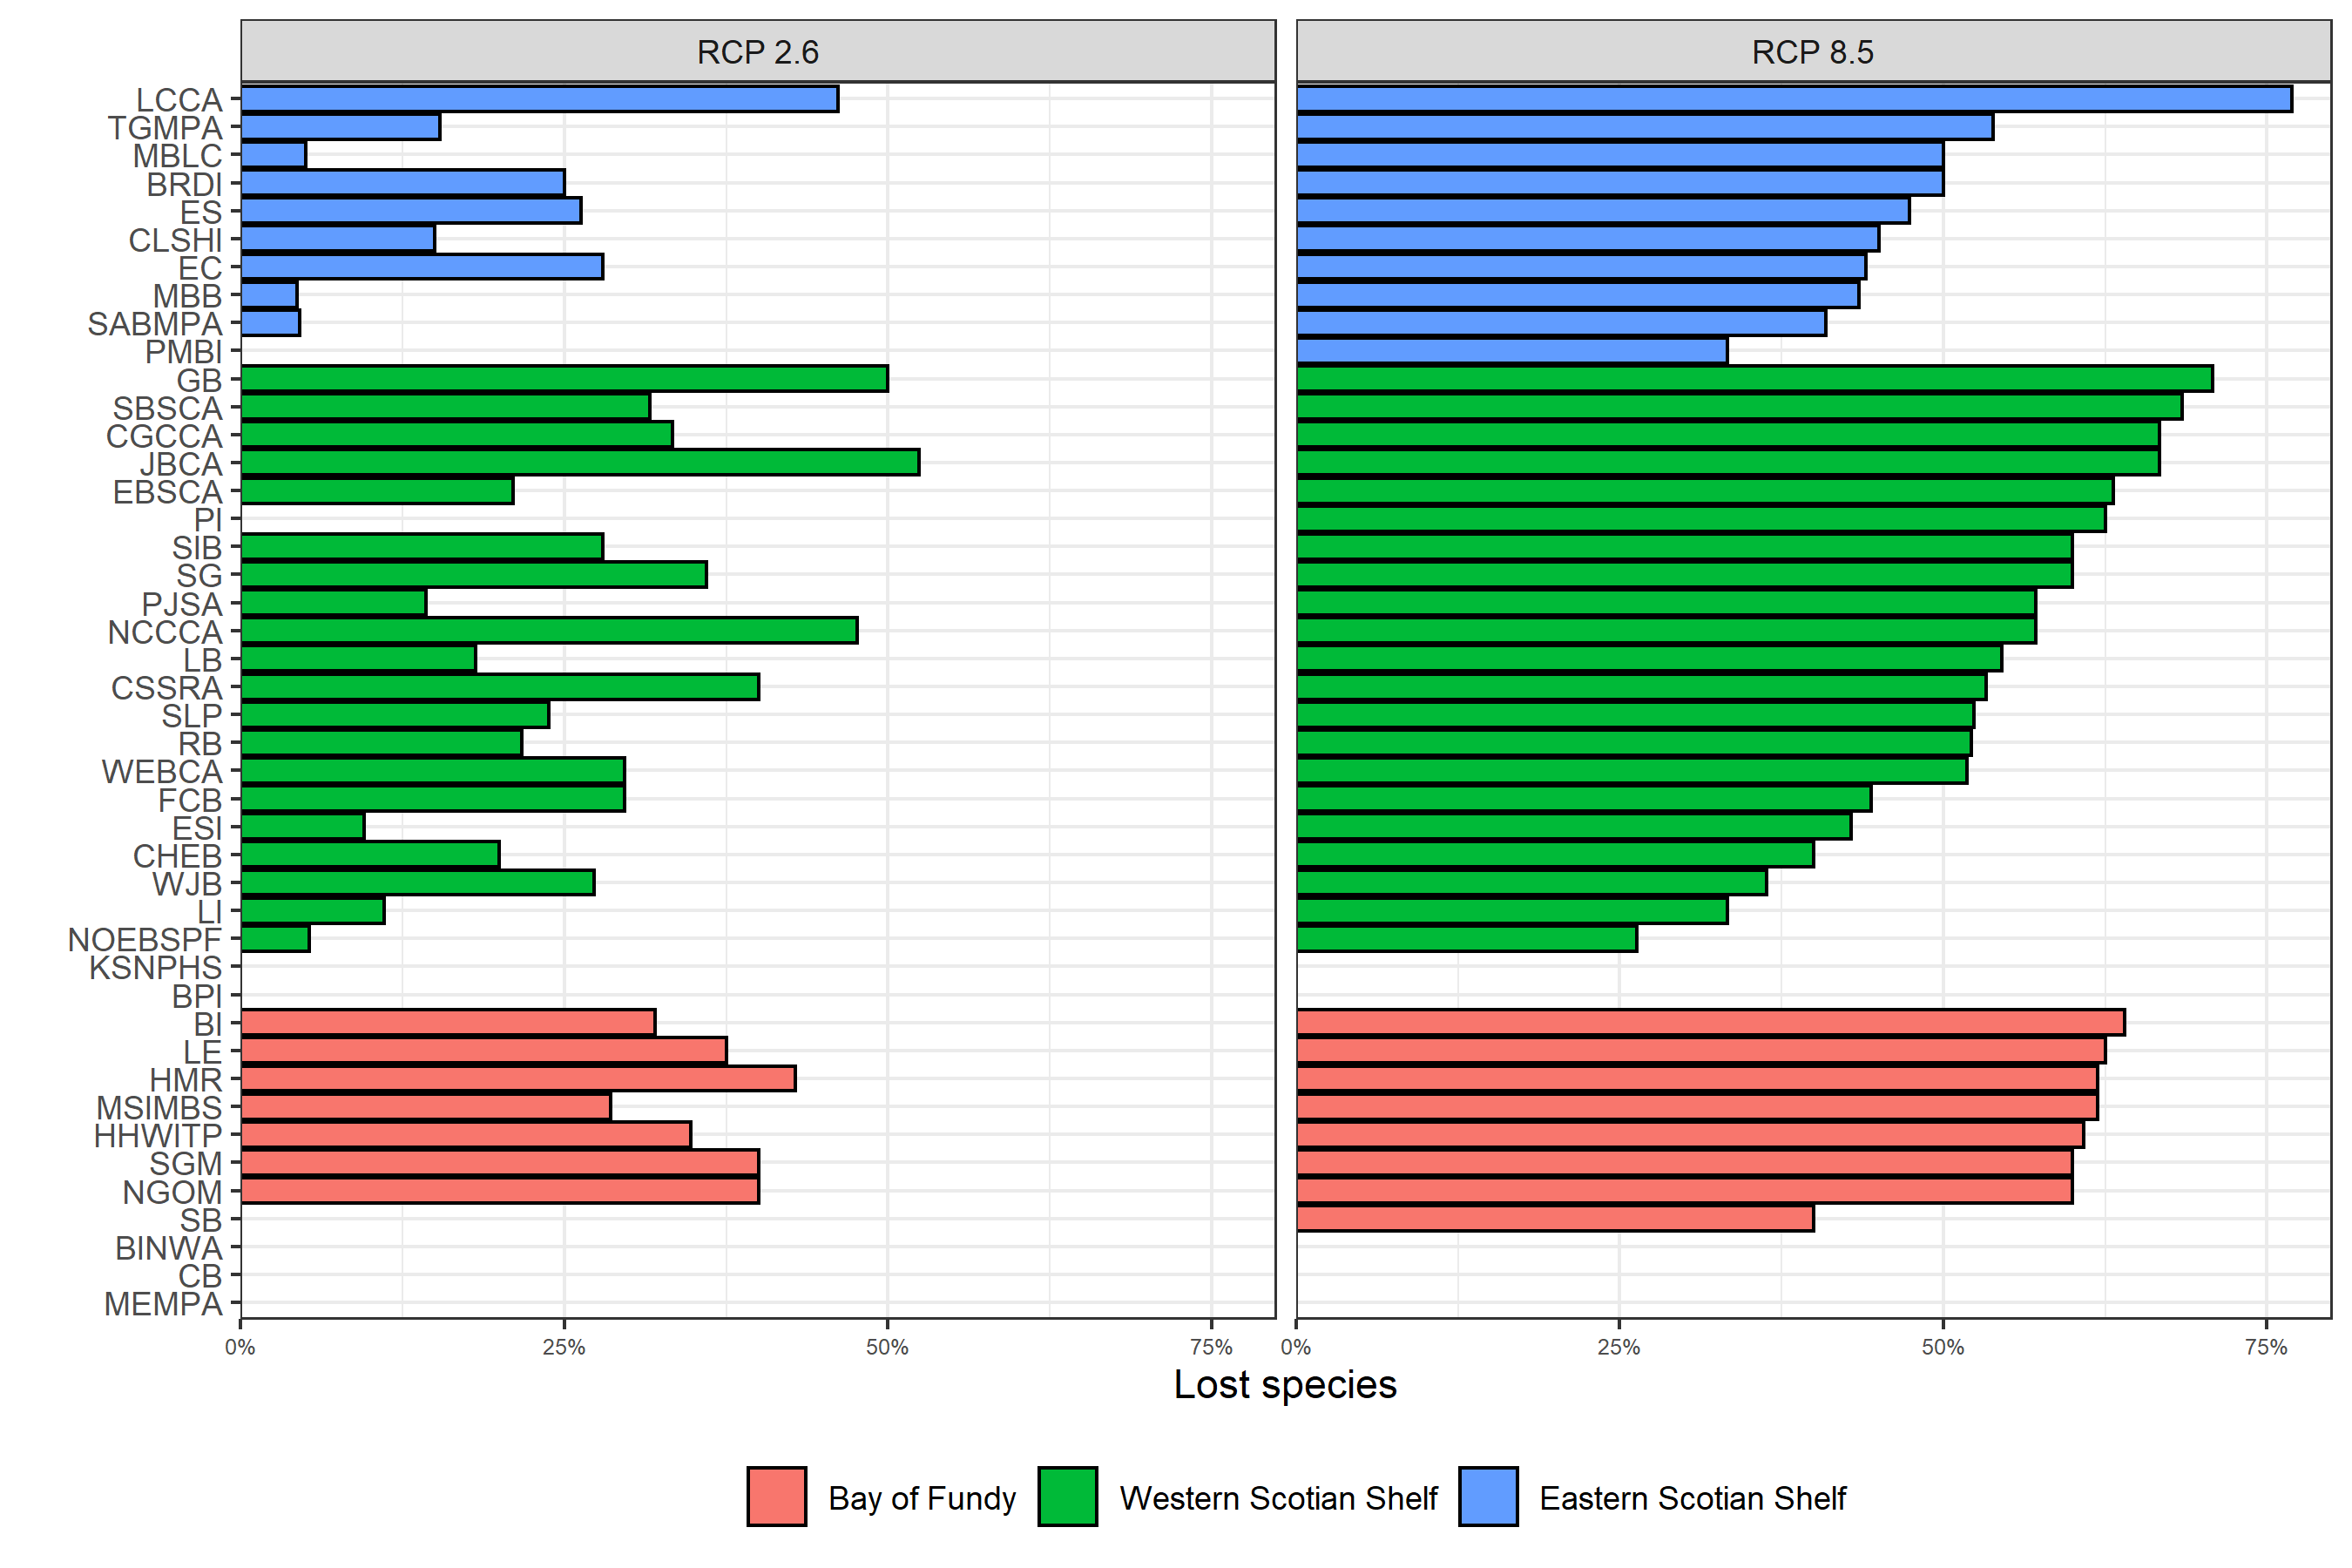 RCP 2.6
RCP 8.5
LCCA
TGMPA
MBLC
BRDI
ES
CLSHI
EC
MBB
SABMPA
PMBI
GB
SBSCA
CGCCA
JBCA
EBSCA
PI
SIB
SG
PJSA
NCCCA
LB
CSSRA
SLP
RB
WEBCA
FCB
ESI
CHEB
WJB
LI
NOEBSPF
KSNPHS
BPI
BI
LE
HMR
MSIMBS
HHWITP
SGM
NGOM
SB
BINWA
CB
MEMPA
0% 25% 50% 75% 0% 25% 50% 75%
Lost species
Bay of Fundy Western Scotian Shelf Eastern Scotian Shelf